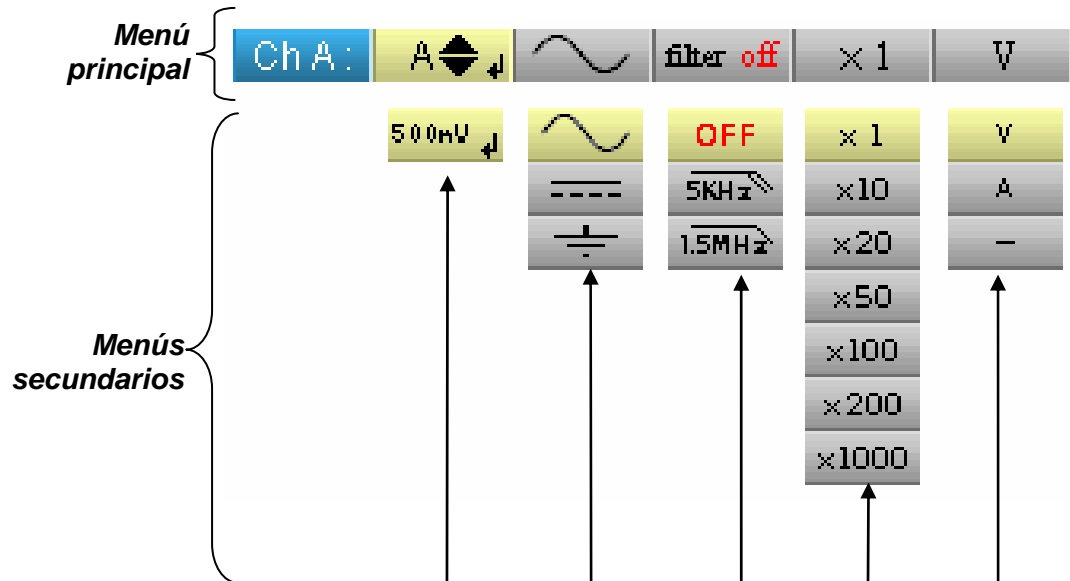 Menú
principal
Ch A: A filter off ×1 V
500mV OFF ×1 V
5KHz ×10 A
1.5MHz ×20 –
×50
Menús
secundarios
×100
×200
×1000